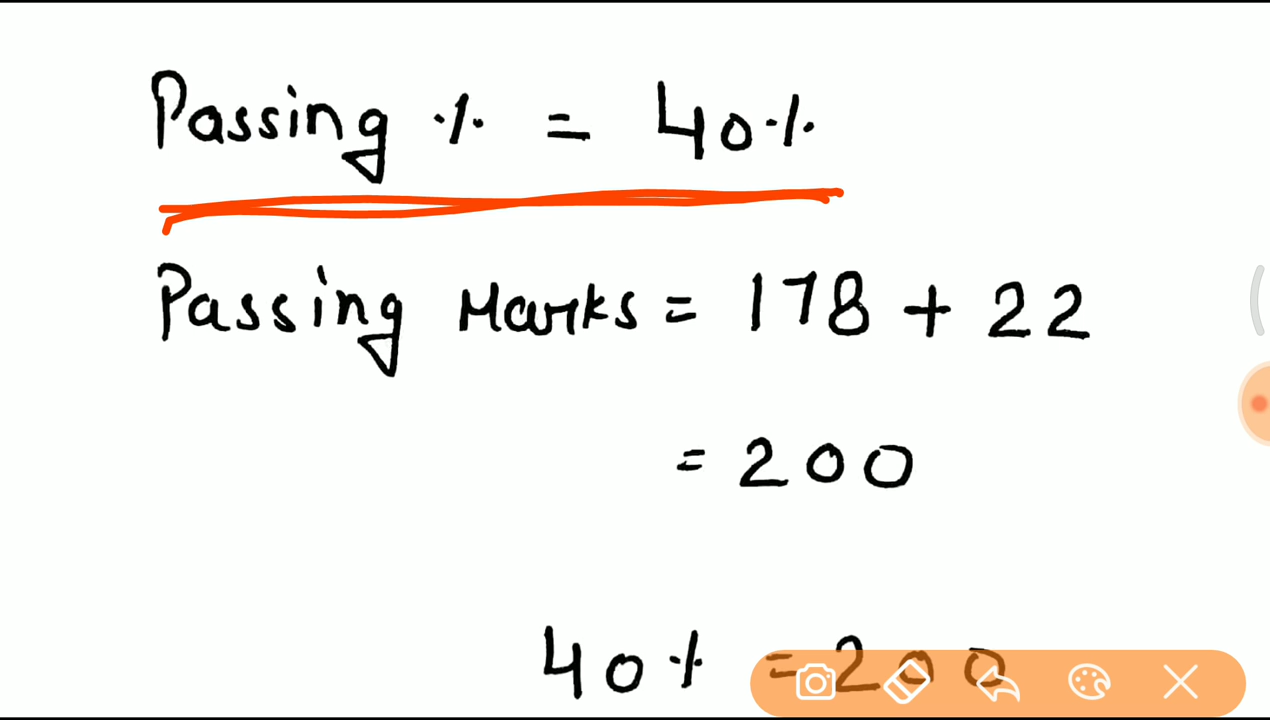 Passing % = 40%
Passing Marks = 178 + 22
= 200
40% = 200